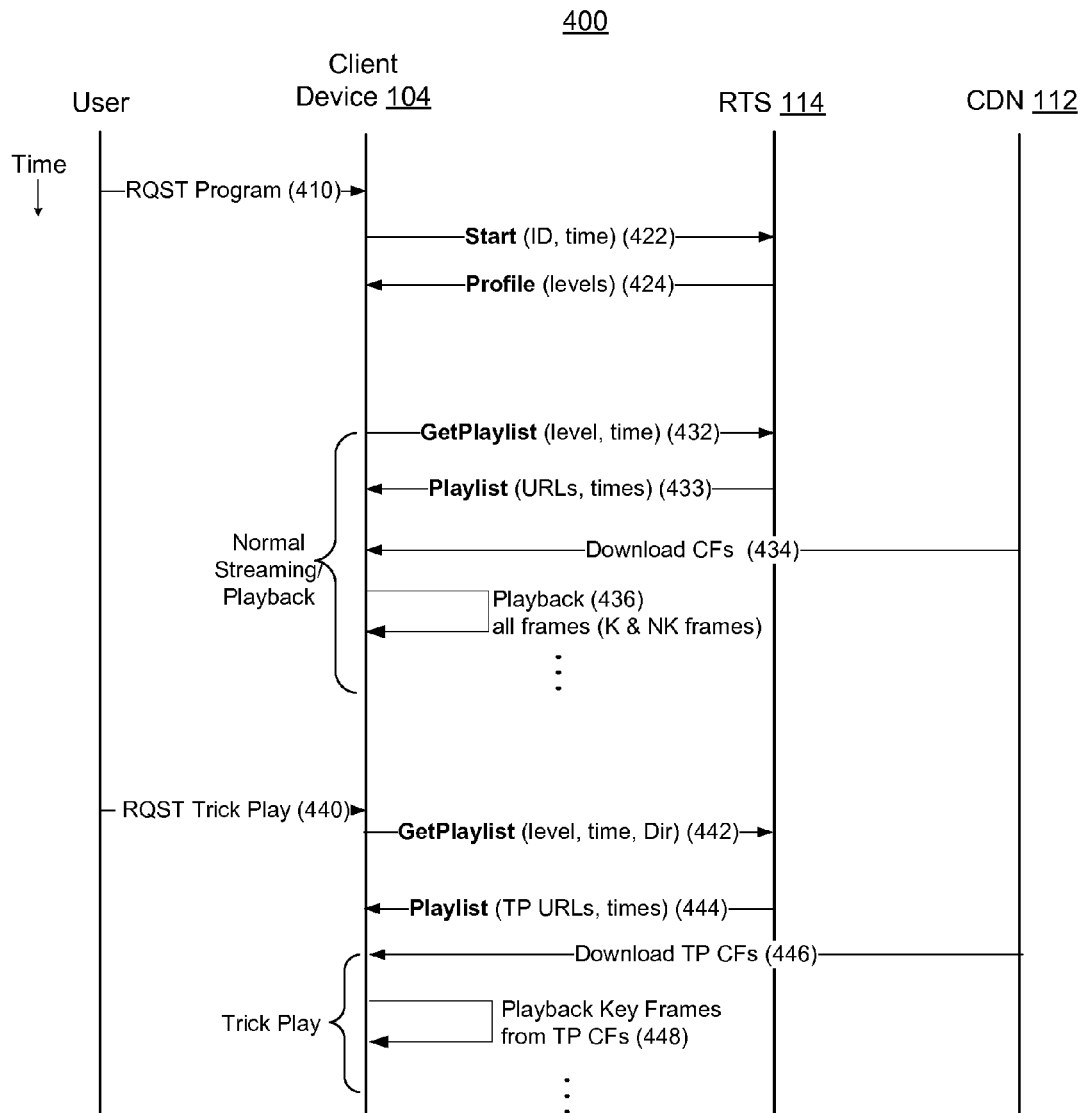 400
Client
Device 104
User
RTS 114
CDN 112
Time
RQST Program (410)
Start (ID, time) (422)
Profile (levels) (424)
GetPlaylist (level, time) (432)
Playlist (URLs, times) (433)
Download CFs (434)
Normal
Streaming/
Playback
Playback (436)
all frames (K & NK frames)
RQST Trick Play (440)
GetPlaylist (level, time, Dir) (442)
Playlist (TP URLs, times) (444)
Download TP CFs (446)
Trick Play
Playback Key Frames
from TP CFs (448)